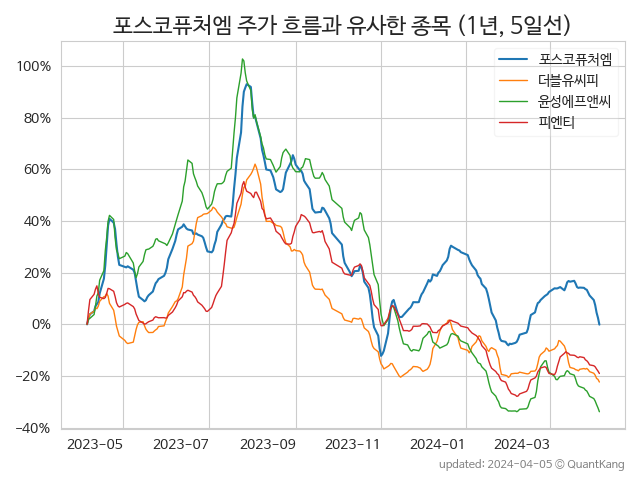 포스코퓨처엠 주가 흐름과 유사한 종목 (1년, 5일선)
포스코퓨처엠
더블유씨피
윤성에프앤씨
피엔티
100%
80%
60%
40%
20%
0%
−20%
−40%
2023-05 2023-07 2023-09 2023-11 2024-01 2024-03
updated: 2024-04-05 © QuantKang